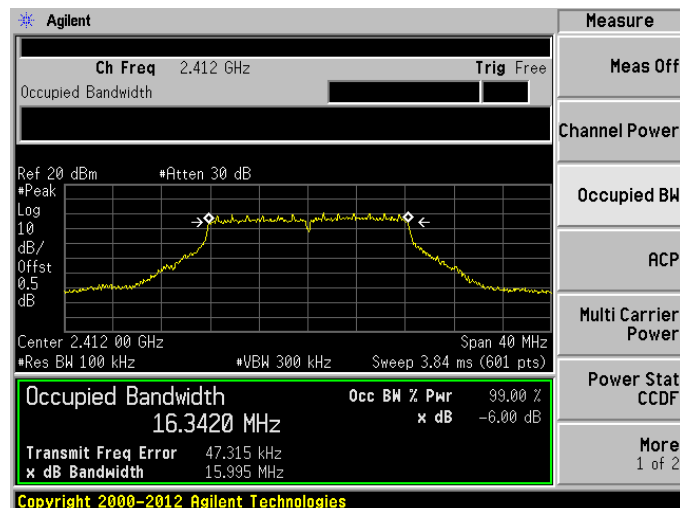 Agilent
Measure
Ch Freq 2.412 GHz Trig Free
Meas Off
Occupied Bandwidth
Channel Power
Ref 20 dBm #Atten 30 dB
#Peak
Log
10
dB/
Offst
0.5
dB
Occupied BW
ACP
Multi Carrier
Power
Center 2.412 00 GHz Span 40 MHz
#Res BW 100 kHz #VBW 300 kHz Sweep 3.84 ms (601 pts)
Occupied Bandwidth Occ BW % Pwr 99.00 %
16.3420 MHz x dB -6.00 dB
Power Stat
CCDF
Transmit Freq Error 47.315 kHz
x dB Bandwidth 15.995 MHz
More
1 of 2
Copyright 2000-2012 Agilent Technologies